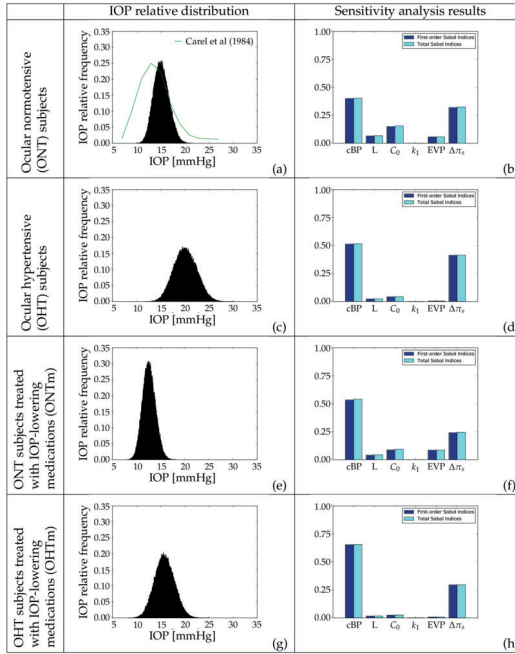 IOP relative distribution
Sensitivity analysis results
Ocular normotensive
(ONT) subjects
IOP relative frequency
0.35
0.30
0.25
0.20
0.15
0.10
0.05
0.00
Carel et al (1984)
5 10 15 20 25 30 35
IOP [mmHg]
(a)
1.00
0.75
0.50
0.25
0.00
First-order Sobol Indices
Total Sobol Indices
cBP L C₀ k₁ EVP Δπₛ
(b)
Ocular hypertensive
(OHT) subjects
IOP relative frequency
0.35
0.30
0.25
0.20
0.15
0.10
0.05
0.00
5 10 15 20 25 30 35
IOP [mmHg]
(c)
1.00
0.75
0.50
0.25
0.00
First-order Sobol Indices
Total Sobol Indices
cBP L C₀ k₁ EVP Δπₛ
(d)
ONT subjects treated
with IOP-lowering
medications (ONTm)
IOP relative frequency
0.35
0.30
0.25
0.20
0.15
0.10
0.05
0.00
5 10 15 20 25 30 35
IOP [mmHg]
(e)
1.00
0.75
0.50
0.25
0.00
First-order Sobol Indices
Total Sobol Indices
cBP L C₀ k₁ EVP Δπₛ
(f)
OHT subjects treated
with IOP-lowering
medications (OHTm)
IOP relative frequency
0.35
0.30
0.25
0.20
0.15
0.10
0.05
0.00
5 10 15 20 25 30 35
IOP [mmHg]
(g)
1.00
0.75
0.50
0.25
0.00
First-order Sobol Indices
Total Sobol Indices
cBP L C₀ k₁ EVP Δπₛ
(h)